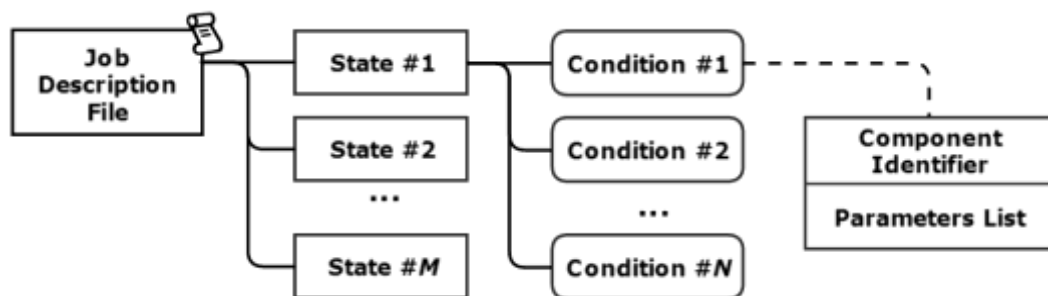 Job
Description
File
State #1
State #2
...
State #M
Condition #1
Condition #2
...
Condition #N
Component
Identifier
Parameters List